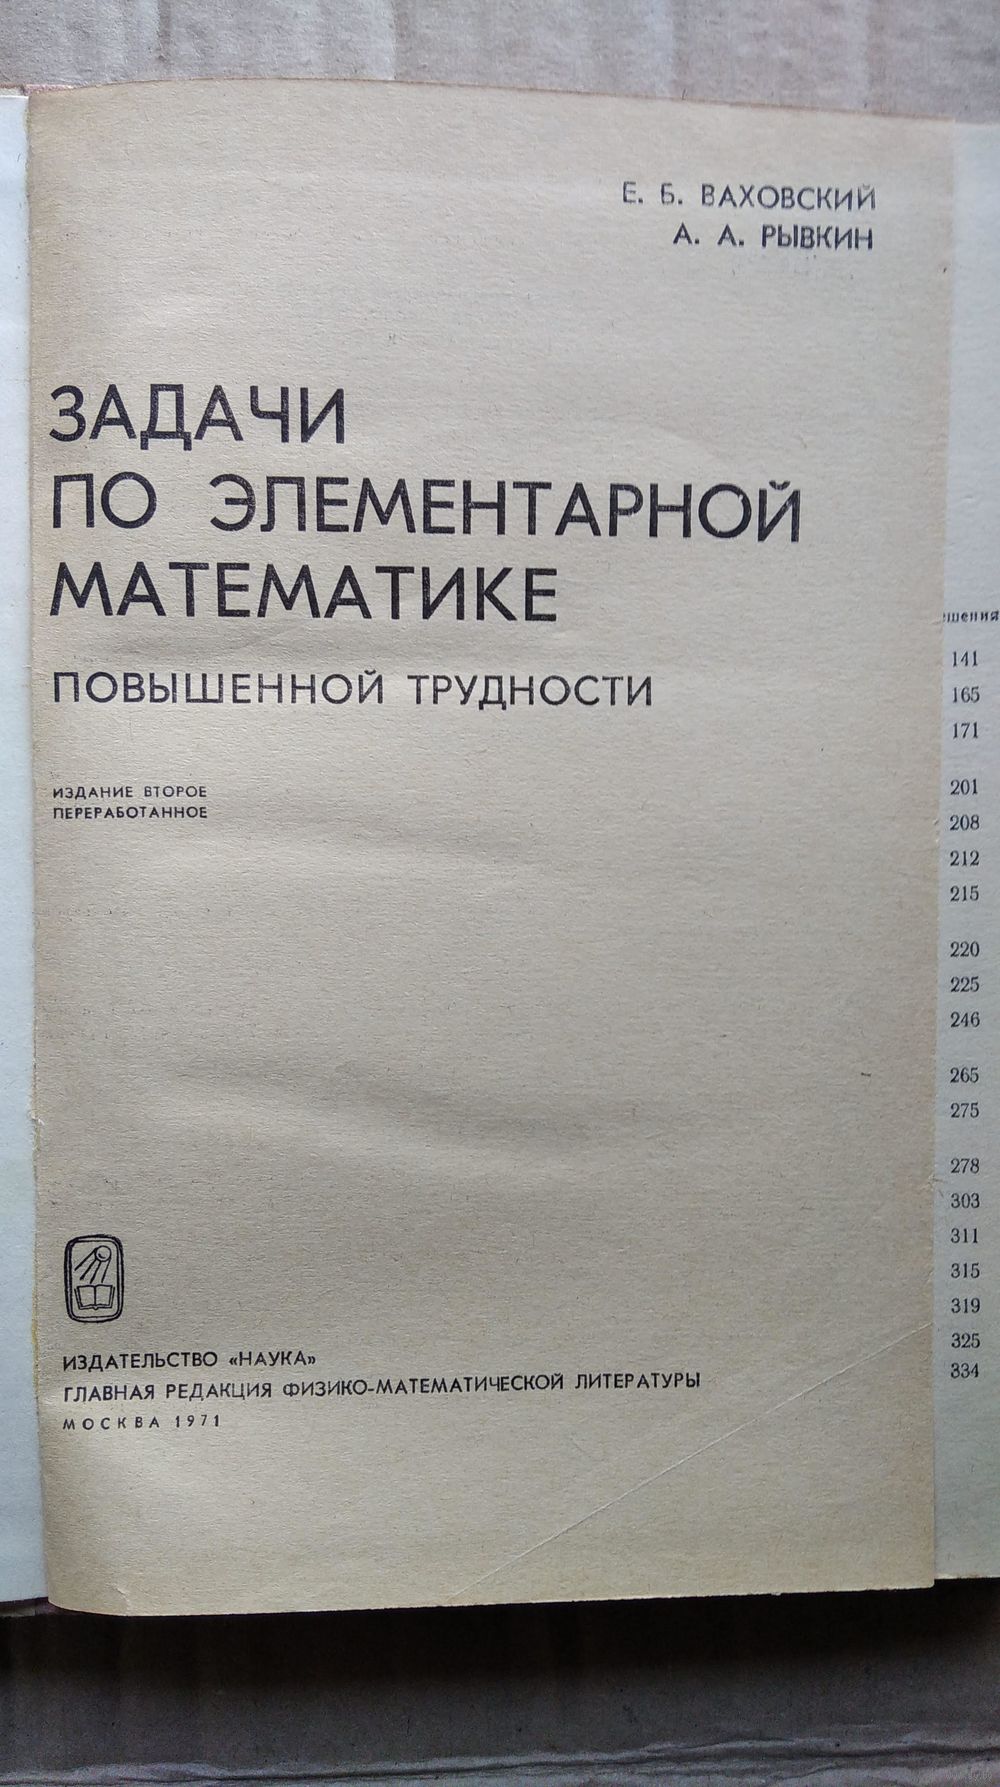 Е. Б. ВАХОВСКИЙ
А. А. РЫВКИН
ЗАДАЧИ
ПО ЭЛЕМЕНТАРНОЙ
МАТЕМАТИКЕ
ПОВЫШЕННОЙ ТРУДНОСТИ
ИЗДАНИЕ ВТОРОЕ
ПЕРЕРАБОТАННОЕ
ИЗДАТЕЛЬСТВО «НАУКА»
ГЛАВНАЯ РЕДАКЦИЯ ФИЗИКО-МАТЕМАТИЧЕСКОЙ ЛИТЕРАТУРЫ
МОСКВА 1971
141
165
171
201
208
212
215
220
225
246
265
275
278
303
311
315
319
325
334